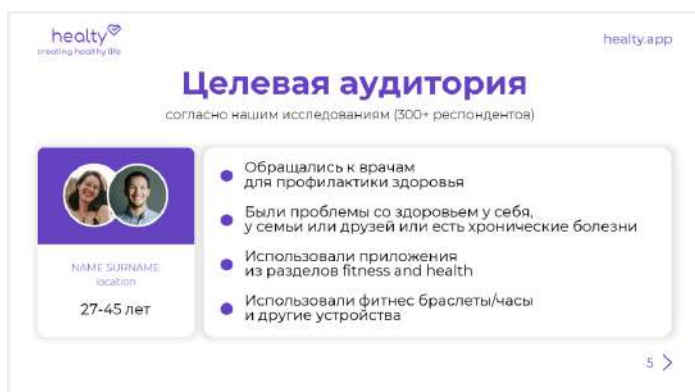 healty
creating healthy life
healty.app
Целевая аудитория
согласно нашим исследованиям (300+ респондентов)
NAME SURNAME
location
27-45 лет
Обращались к врачам
для профилактики здоровья
Были проблемы со здоровьем у себя,
у семьи или друзей или есть хронические болезни
Использовали приложения
из разделов fitness and health
Использовали фитнес браслеты/часы
и другие устройства
5